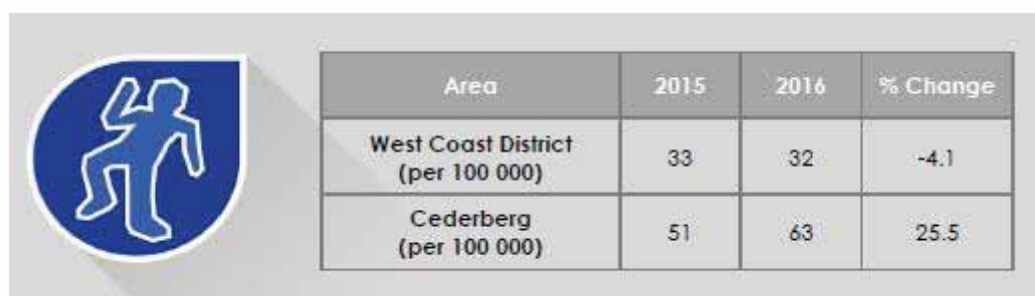 Area 2015 2016 % Change
West Coast District
(per 100 000) 33 32 -4.1
Cederberg
(per 100 000) 51 63 25.5